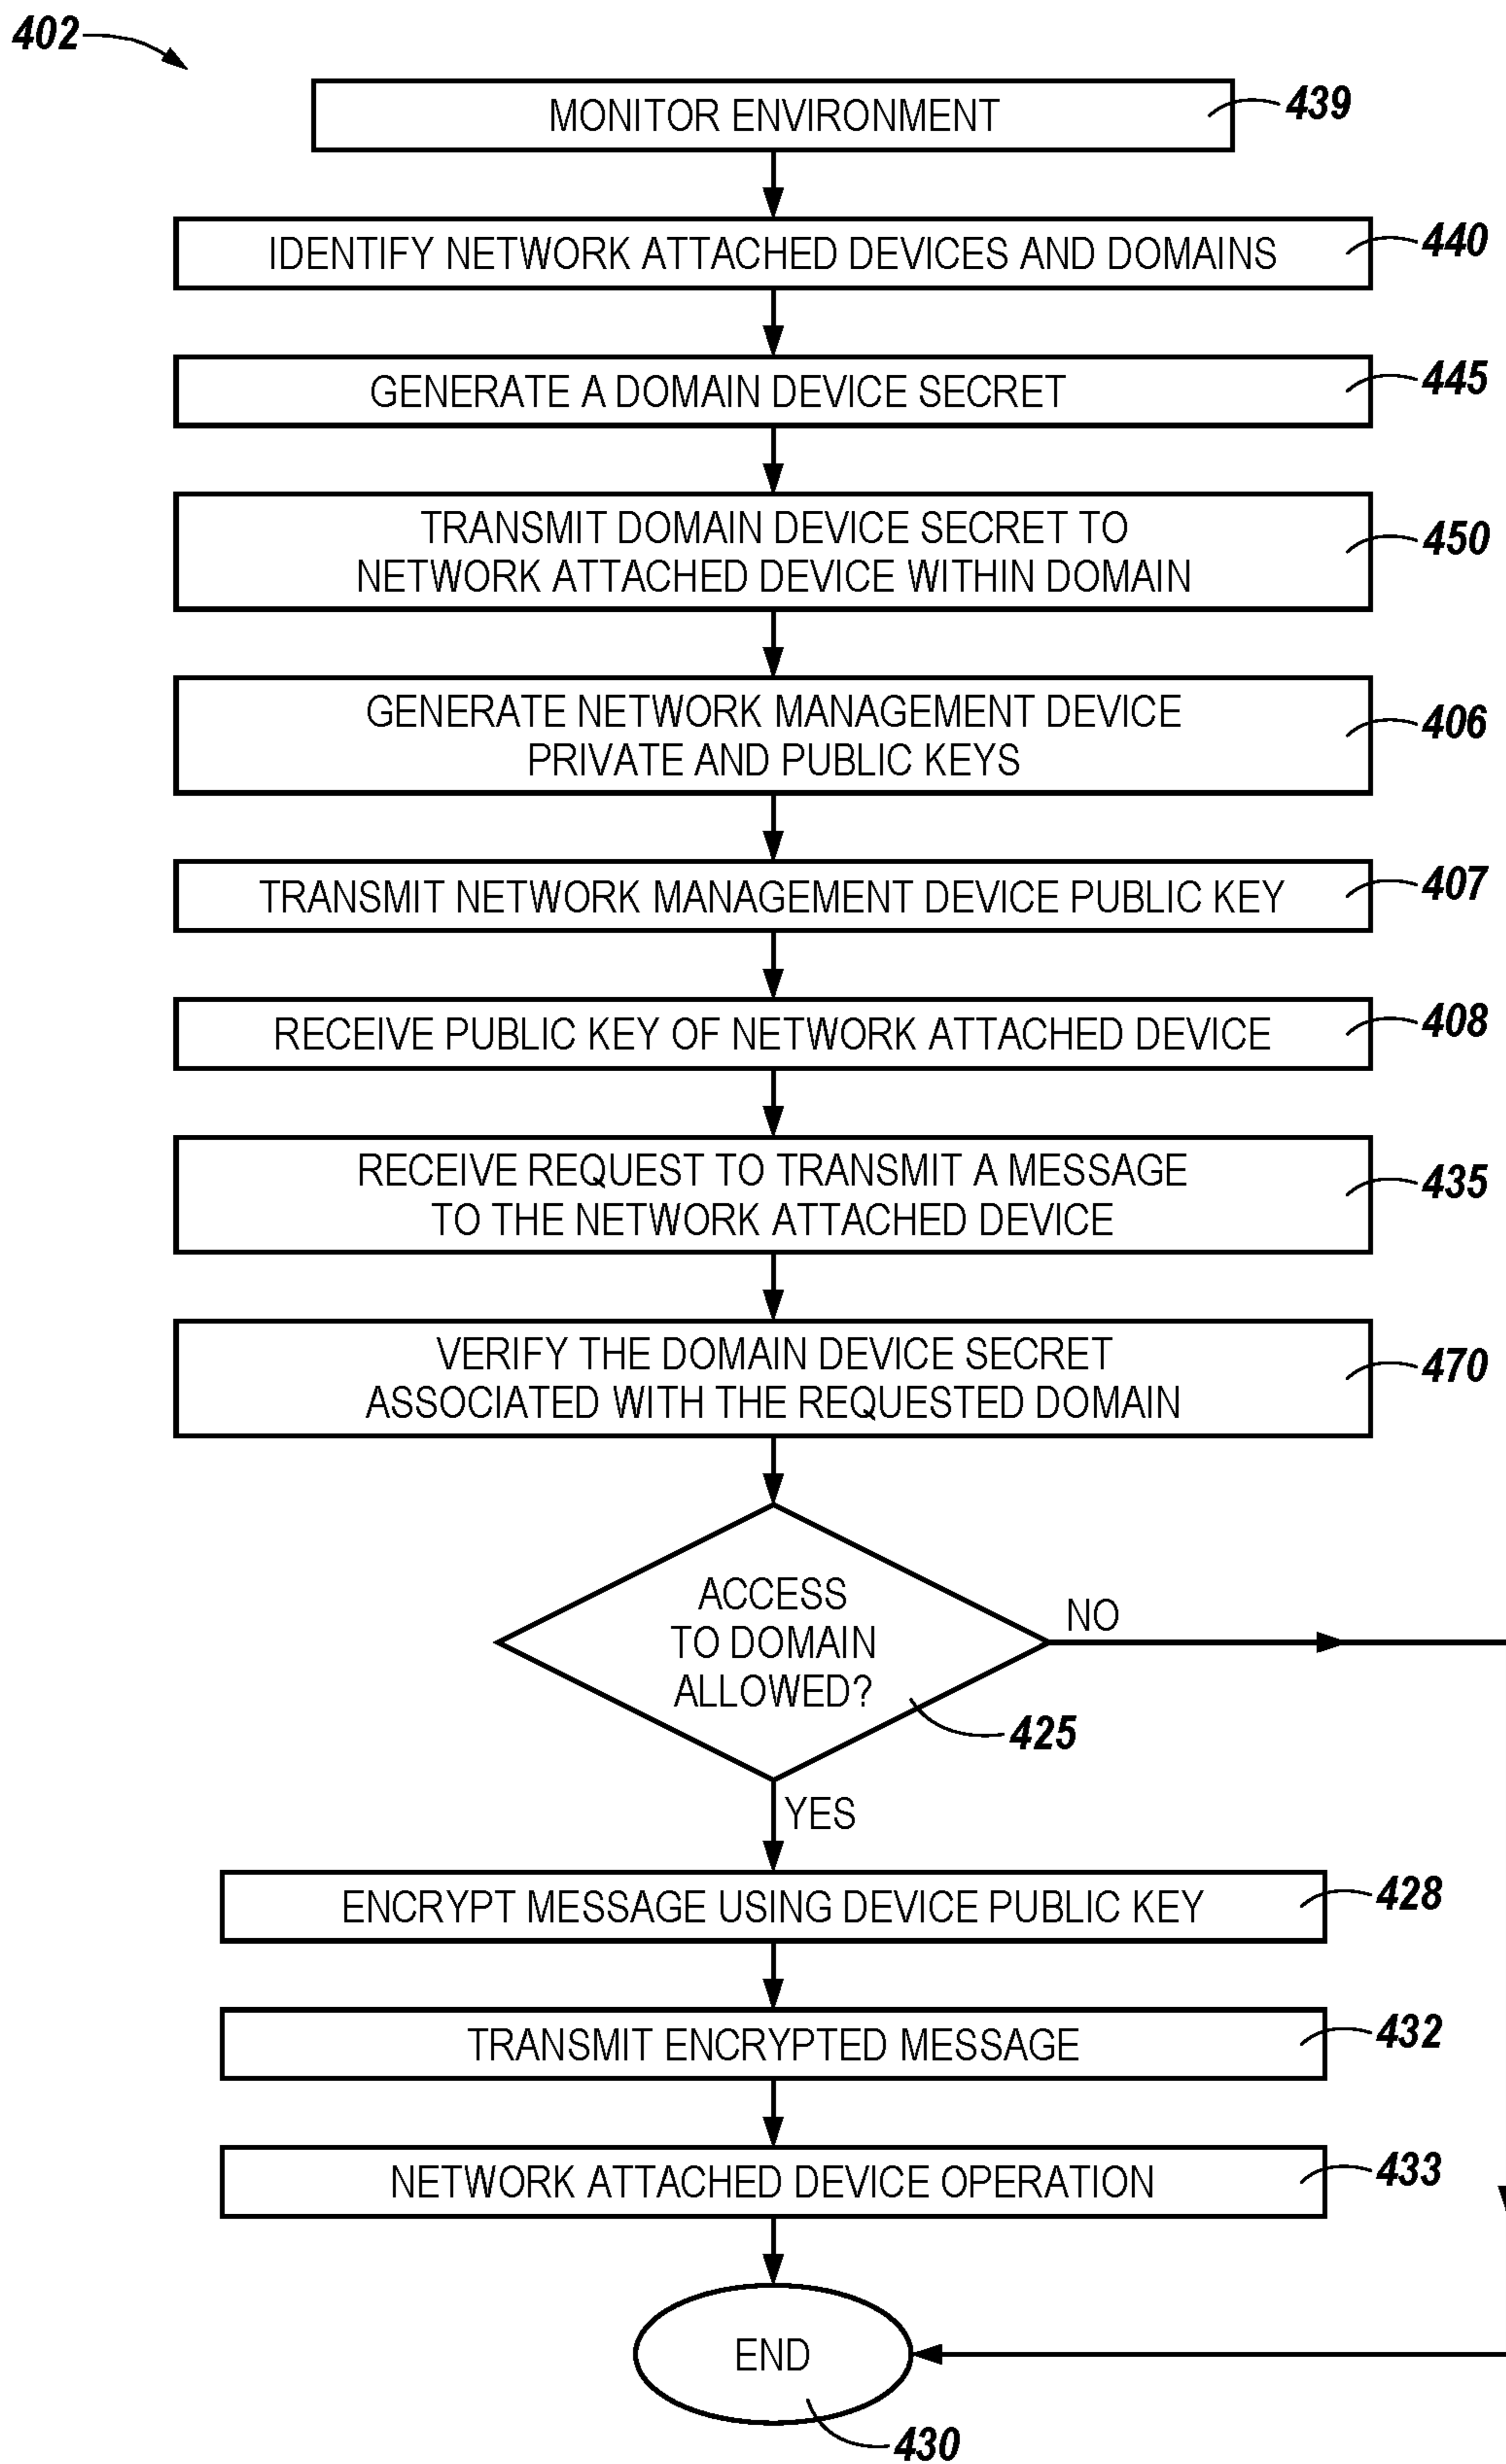 402
MONITOR ENVIRONMENT
439
IDENTIFY NETWORK ATTACHED DEVICES AND DOMAINS
440
GENERATE A DOMAIN DEVICE SECRET
445
TRANSMIT DOMAIN DEVICE SECRET TO
NETWORK ATTACHED DEVICE WITHIN DOMAIN
450
GENERATE NETWORK MANAGEMENT DEVICE
PRIVATE AND PUBLIC KEYS
406
TRANSMIT NETWORK MANAGEMENT DEVICE PUBLIC KEY
407
RECEIVE PUBLIC KEY OF NETWORK ATTACHED DEVICE
408
RECEIVE REQUEST TO TRANSMIT A MESSAGE
TO THE NETWORK ATTACHED DEVICE
435
VERIFY THE DOMAIN DEVICE SECRET
ASSOCIATED WITH THE REQUESTED DOMAIN
470
ACCESS
TO DOMAIN
ALLOWED?
NO
425
YES
ENCRYPT MESSAGE USING DEVICE PUBLIC KEY
428
TRANSMIT ENCRYPTED MESSAGE
432
NETWORK ATTACHED DEVICE OPERATION
433
END
430